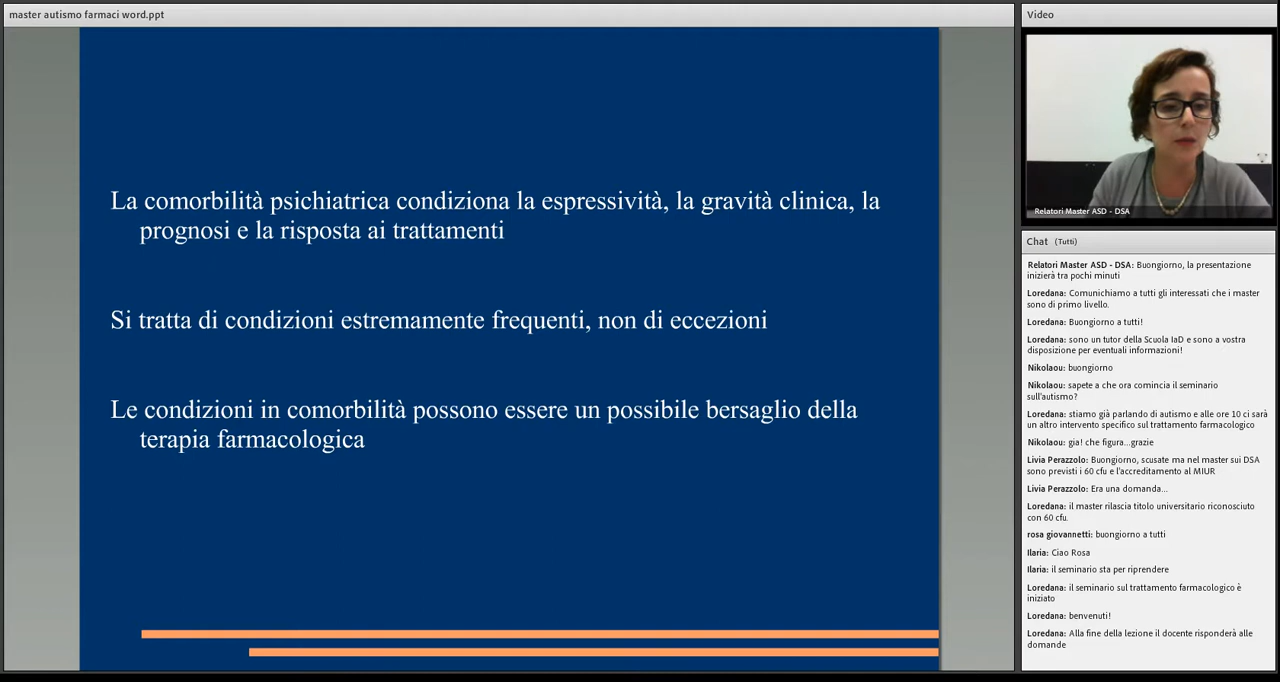 master autismo farmaci word.ppt
La comorbilità psichiatrica condiziona la espressività, la gravità clinica, la
prognosi e la risposta ai trattamenti
Si tratta di condizioni estremamente frequenti, non di eccezioni
Le condizioni in comorbilità possono essere un possibile bersaglio della
terapia farmacologica
Video
Relatori Master ASD - DSA
Chat (Tutti)
Relatori Master ASD - DSA: Buongiorno, la presentazione
inizierà tra pochi minuti
Loredana: Comunichiamo a tutti gli interessati che i master
sono di primo livello.
Loredana: Buongiorno a tutti!
Loredana: sono un tutor della Scuola IaD e sono a vostra
disposizione per eventuali informazioni!
Nikolaou: buongiorno
Nikolaou: sapete a che ora comincia il seminario
sull'autismo?
Loredana: stiamo già parlando di autismo e alle ore 10 ci sarà
un altro intervento specifico sul trattamento farmacologico
Nikolaou: gia! che figura...grazie
Livia Perazzolo: Buongiorno, scusate ma nel master sui DSA
sono previsti i 60 cfu e l'accreditamento al MIUR
Livia Perazzolo: Era una domanda...
Loredana: il master rilascia titolo universitario riconosciuto
con 60 cfu.
rosa giovannetti: buongiorno a tutti
Ilaria: Ciao Rosa
Ilaria: il seminario sta per riprendere
Loredana: il seminario sul trattamento farmacologico è
iniziato
Loredana: benvenuti!
Loredana: Alla fine della lezione il docente risponderà alle
domande